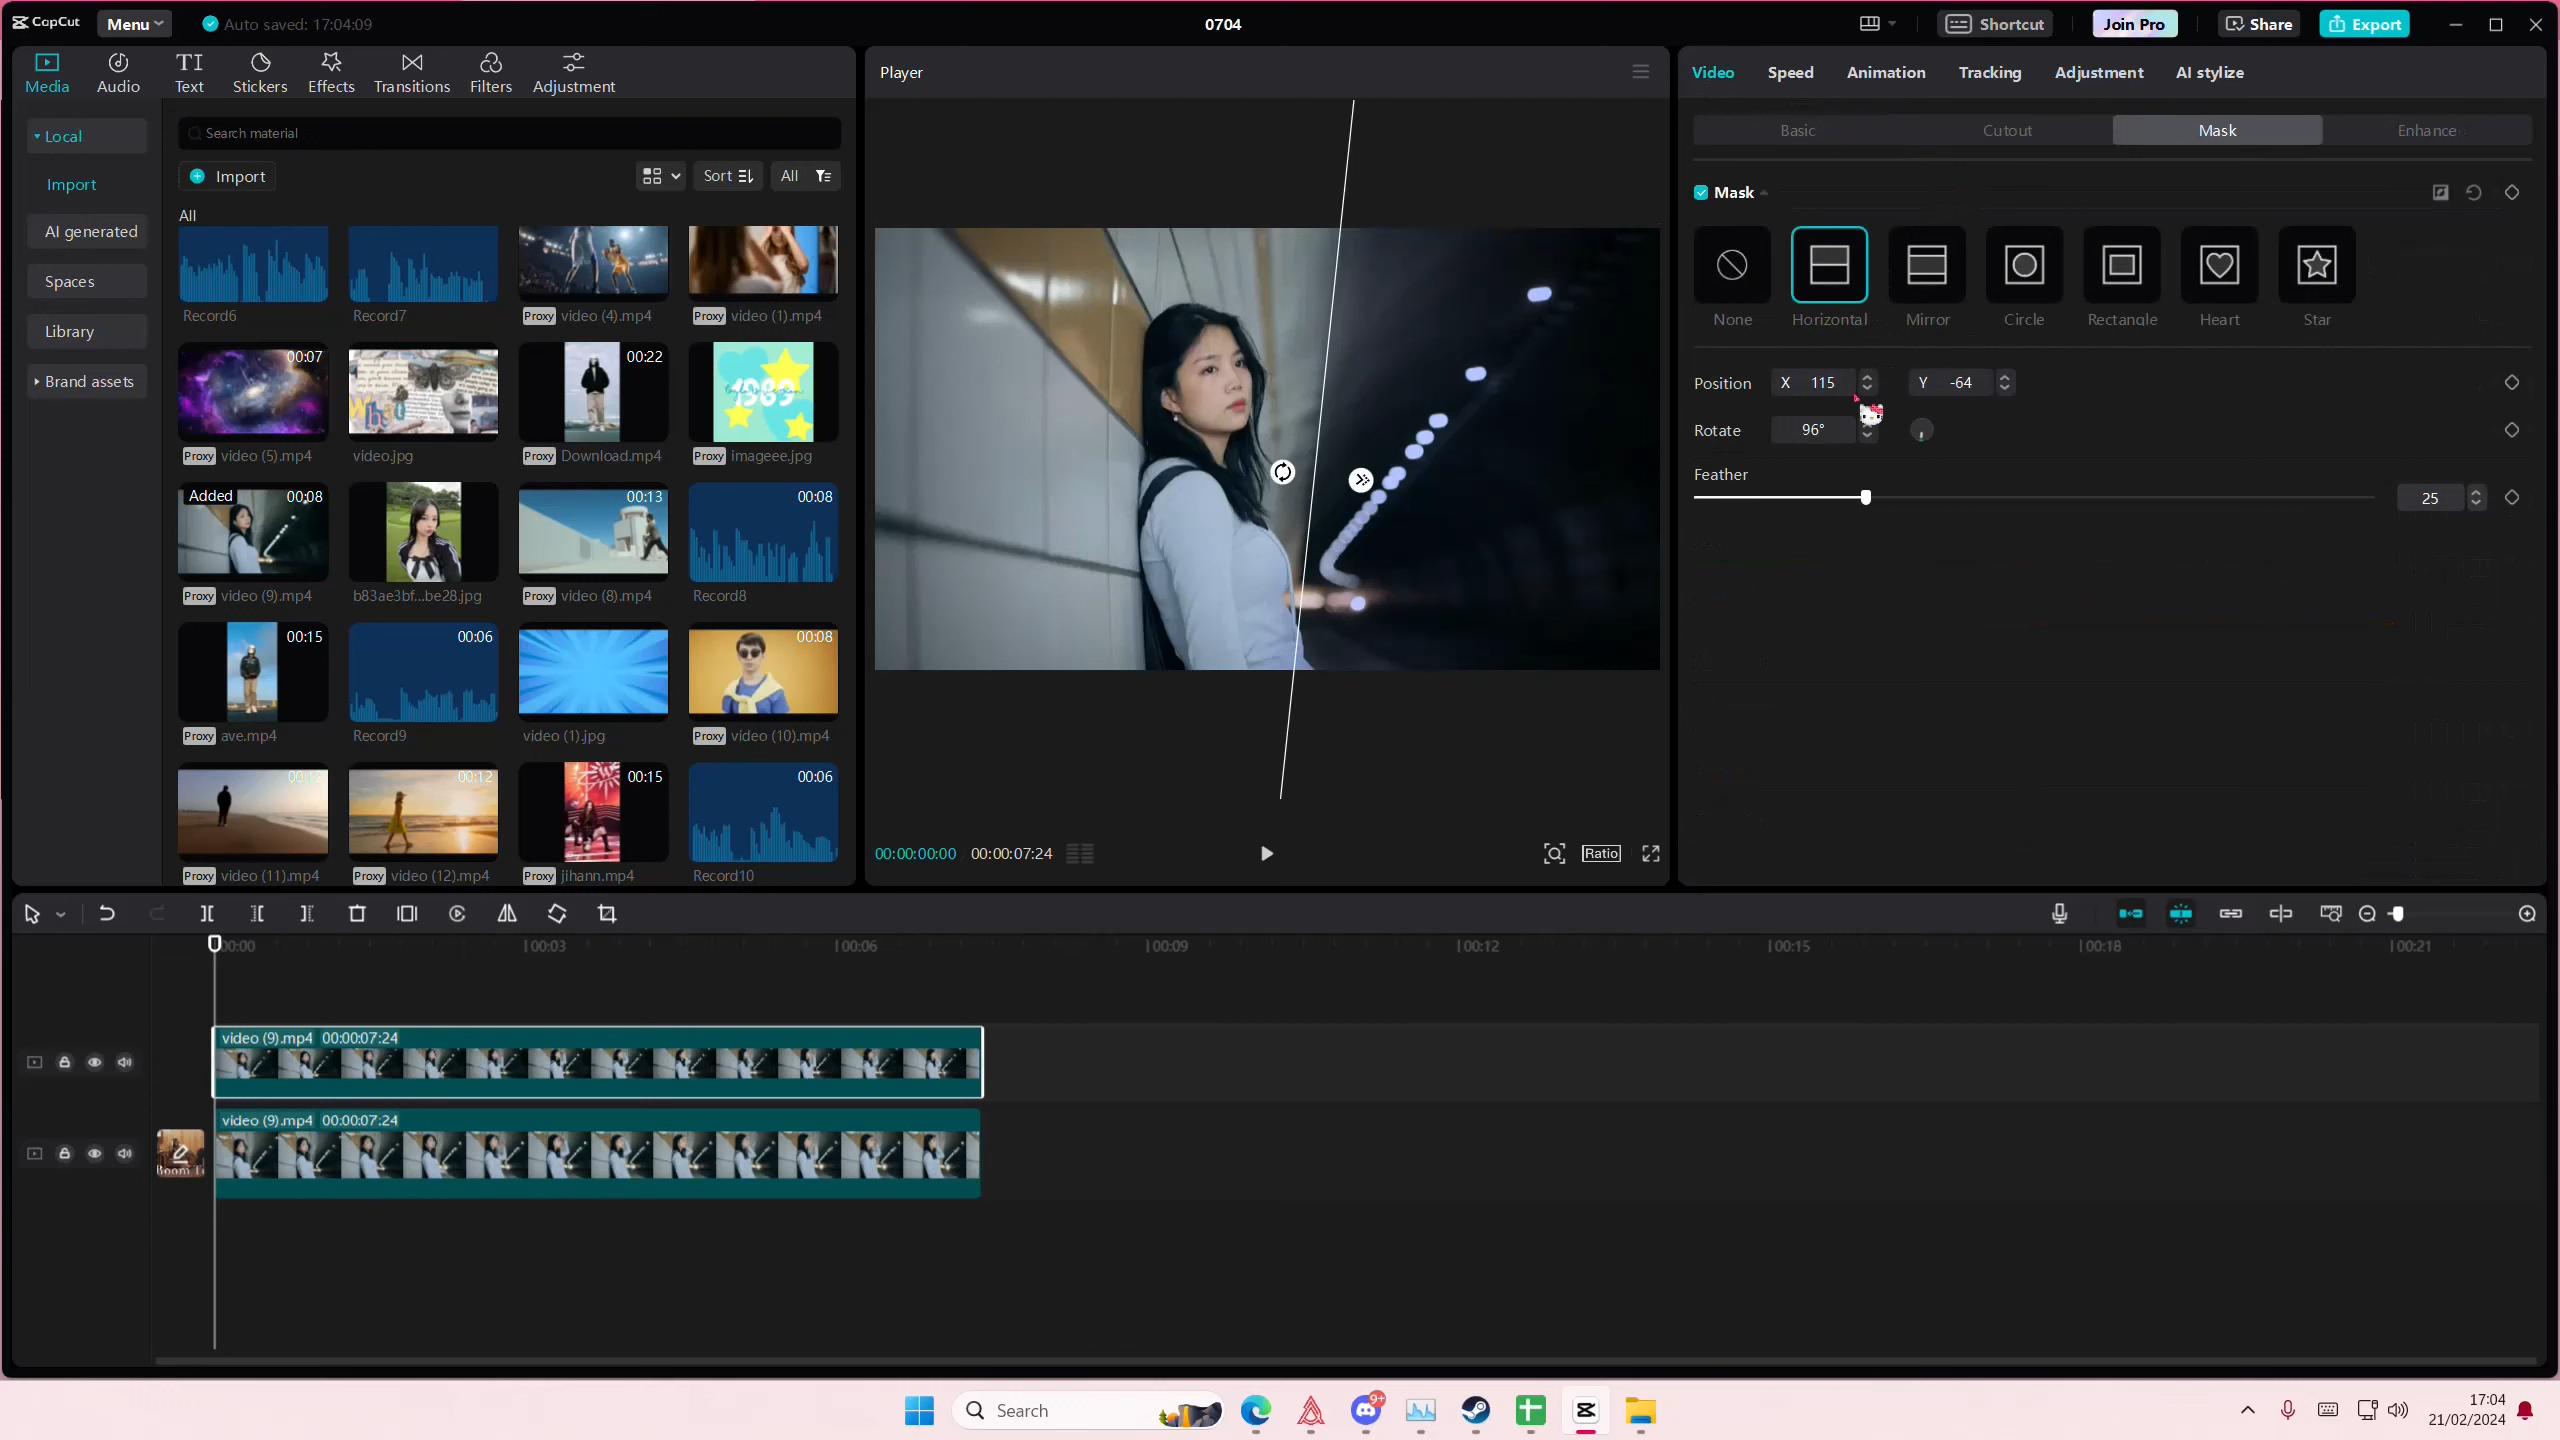 CapCut
Menu
Auto saved: 17:04:09
0704
Shortcut
Join Pro
Share
Export
Media
Audio
Text
Stickers
Effects
Transitions
Filters
Adjustment
Local
Import
AI generated
Spaces
Library
Brand assets
Search material
Import
Sort
All
All
Record6
Record7
Proxy video (4).mp4
Proxy video (1).mp4
00:07
00:22
1989
Proxy video (5).mp4
video.jpg
Proxy Download.mp4
Proxy imageee.jpg
Added 00:08
00:13
00:08
Proxy video (9).mp4
b83ae3bf...be28.jpg
Proxy video (8).mp4
Record8
00:15
00:06
00:08
Proxy ave.mp4
Record9
video (1).jpg
Proxy video (10).mp4
00:12
00:15
00:06
Proxy video (11).mp4
Proxy video (12).mp4
Proxy jihann.mp4
Record10
Player
00:00:00:00 00:00:07:24
Ratio
Video
Speed
Animation
Tracking
Adjustment
AI stylize
Basic
Cutout
Mask
Enhance
Mask
None
Horizontal
Mirror
Circle
Rectangle
Heart
Star
Position X 115 Y -64
Rotate 96°
Feather
25
00:00
00:03
00:06
00:09
00:12
00:15
00:18
00:21
video (9).mp4 00:00:07:24
video (9).mp4 00:00:07:24
Search
9+
17:04
21/02/2024